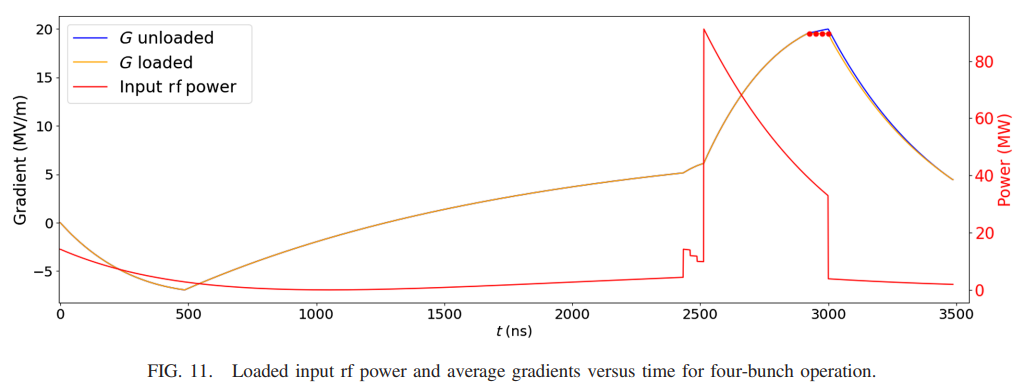 G unloaded
G loaded
Input rf power
Gradient (MV/m)
20
15
10
5
0
−5
80
60
40
20
0
Power (MW)
0 500 1000 1500 2000 2500 3000 3500
t (ns)
FIG. 11. Loaded input rf power and average gradients versus time for four-bunch operation.